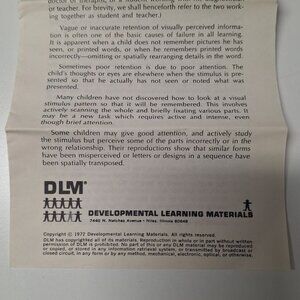 doctor or therapist, or a student
or teacher. For brevity, we shall henceforth refer to the two work-
ing together as student and teacher.)
Vague or inaccurate retention of visually perceived informa-
tion is often one of the basic causes of failure in all learning.
It is apparent when a child does not remember pictures he has
seen, or printed words, or when he remembers printed words
incorrectly—omitting or spatially rearranging details in the word.
Sometimes poor retention is due to poor attention. The
child's thoughts or eyes are elsewhere when the stimulus is pre-
sented so that he actually has not seen or noted what was
presented.
Many children have not discovered how to look at a visual
stimulus pattern so that it will be remembered. This involves
actively scanning the whole and briefly fixating various parts. It
may be a new task which requires active and intense, even
though brief attention.
Some children may give good attention, and actively study
the stimulus but perceive some of the parts incorrectly or in the
wrong relationship. Their reproductions show that similar forms
have been misperceived or letters or designs in a sequence have
been spatially transposed.
DLM®
DEVELOPMENTAL LEARNING MATERIALS
7440 N. Natchez Avenue • Niles, Illinois 60648
Copyright © 1972 Developmental Learning Materials. All rights reserved.
DLM has copyrighted all of its materials. Reproduction in whole or in part without written
permission of DLM is prohibited. No part of this or any DLM material may be reproduced
or copied, or stored in any information retrieval system, or transmitted by broadcast or
closed circuit, in any form or by any method, mechanical, electronic, optical, or otherwise.